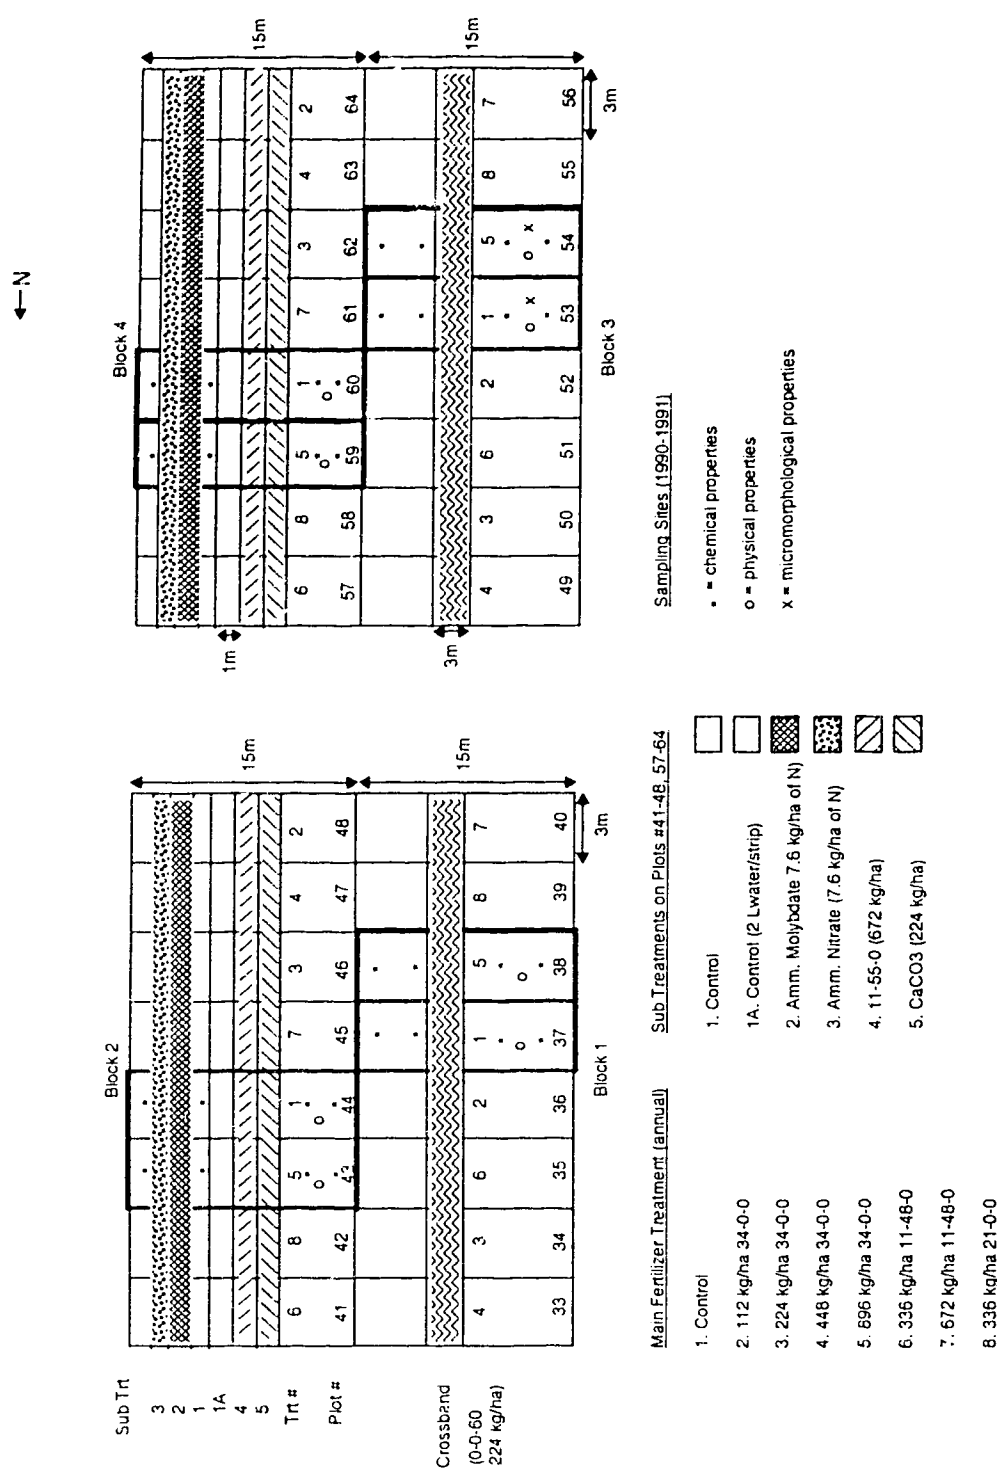 ←N
Block 2
Block 4
Sub Trt
3
2
1
1A
4
5
Trt #
6 8 5 1 7 3 4 2
Plot #
41 42 43 44 45 46 47 48
15m
1m
6 8 5 1 7 3 4 2
57 58 59 60 61 62 63 64
15m
Crossband
(0-0-60
224 kg/ha)
4 3 6 2 1 5 8 7
33 34 35 36 37 38 39 40
15m
3m
3m
4 3 6 2 1 5 8 7
49 50 51 52 53 54 55 56
15m
3m
Block 1
Block 3
Main Fertilizer Treatment (annual)
1. Control
2. 112 kg/ha 34-0-0
3. 224 kg/ha 34-0-0
4. 448 kg/ha 34-0-0
5. 896 kg/ha 34-0-0
6. 336 kg/ha 11-48-0
7. 672 kg/ha 11-48-0
8. 336 kg/ha 21-0-0
Sub Treatments on Plots #41-48, 57-64
1. Control
1A. Control (2 Lwater/strip)
2. Amm. Molybdate 7.6 kg/ha of N)
3. Amm. Nitrate (7.6 kg/ha of N)
4. 11-55-0 (672 kg/ha)
5. CaCO3 (224 kg/ha)
Sampling Sites (1990-1991)
• = chemical properties
o = physical properties
x = micromorphological properties